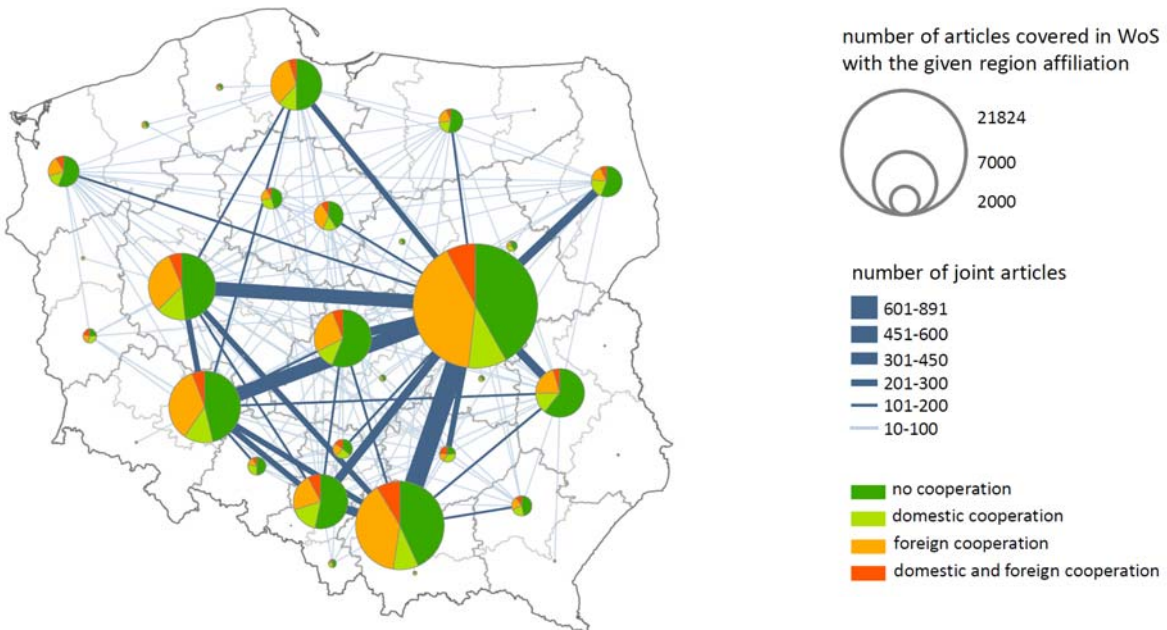 number of articles covered in WoS
with the given region affiliation
21824
7000
2000
number of joint articles
601-891
451-600
301-450
201-300
101-200
10-100
no cooperation
domestic cooperation
foreign cooperation
domestic and foreign cooperation